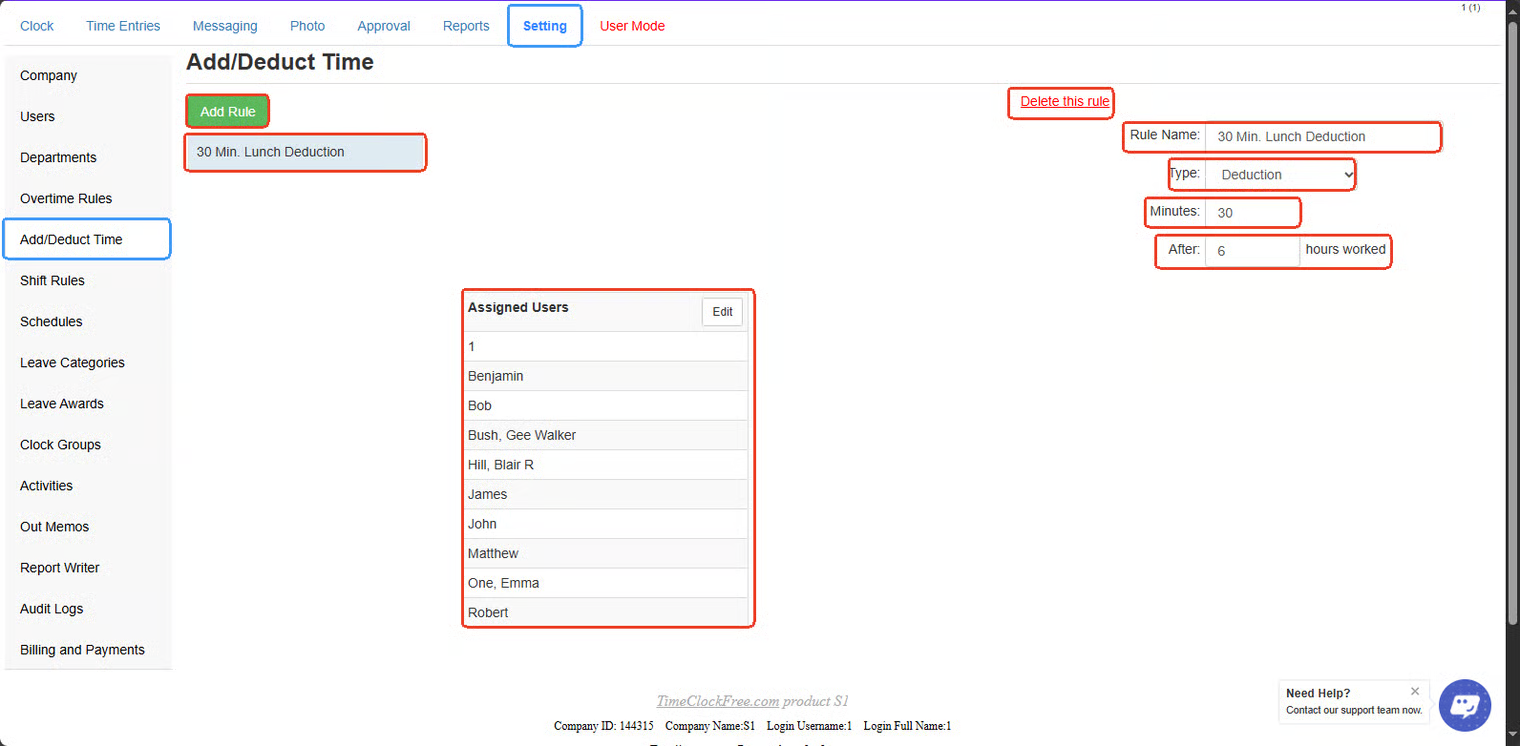 1 (1)
Clock Time Entries Messaging Photo Approval Reports Setting User Mode
Company
Users
Departments
Overtime Rules
Add/Deduct Time
Shift Rules
Schedules
Leave Categories
Leave Awards
Clock Groups
Activities
Out Memos
Report Writer
Audit Logs
Billing and Payments
Add/Deduct Time
Add Rule
30 Min. Lunch Deduction
Delete this rule
Rule Name: 30 Min. Lunch Deduction
Type: Deduction
Minutes: 30
After: 6 hours worked
Assigned Users Edit
1
Benjamin
Bob
Bush, Gee Walker
Hill, Blair R
James
John
Matthew
One, Emma
Robert
TimeClockFree.com product S1
Company ID: 144315 Company Name:S1 Login Username:1 Login Full Name:1
Need Help? ×
Contact our support team now.